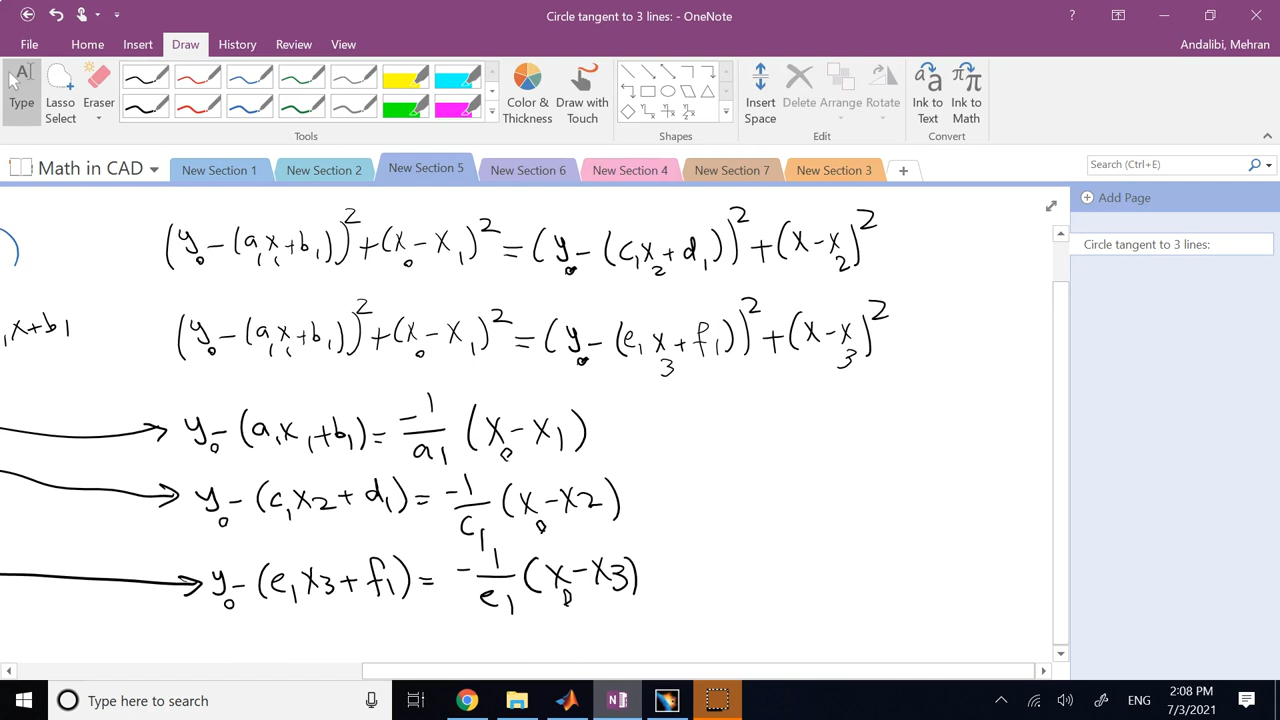 Circle tangent to 3 lines: - OneNote
File Home Insert Draw History Review View
Andalibi, Mehran
Type
Lasso Select
Eraser
Color & Thickness
Draw with Touch
Insert Space
Delete
Arrange
Rotate
Ink to Text
Ink to Math
Tools
Shapes
Edit
Convert
Math in CAD
New Section 1
New Section 2
New Section 5
New Section 6
New Section 4
New Section 7
New Section 3
Search (Ctrl+E)
Add Page
Circle tangent to 3 lines:
(y₀-(a₁x₁+b₁))²+(x₀-x₁)²=(y₀-(c₁x₂+d₁))²+(x-x₂)²
₁x+b₁
(y₀-(a₁x₁+b₁))²+(x₀-x₁)²=(y₀-(e₁x₃+f₁))²+(x-x₃)²
y₀-(a₁x₁+b₁)=-1/a₁(x₀-x₁)
y₀-(c₁x2+d₁)=-1/c₁(x₀-x2)
y₀-(e₁x3+f₁)=-1/e₁(x₀-x3)
Type here to search
ENG
2:08 PM
7/3/2021